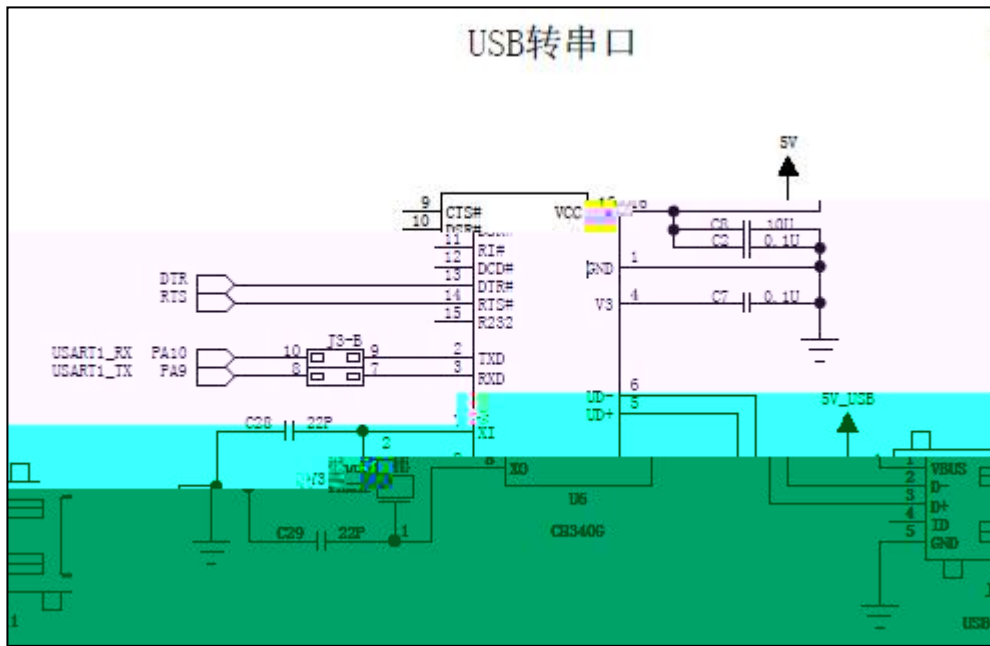 USB转串口
5V
9 CTS# VCC
10 DSR# C8 10U
11 RI# C2 0.1U
12 DCD# GND 1
DTR 13 DTR#
RTS 14 RTS# V3 4 C7 0.1U
15 R232
J3-B
USART1_RX PA10 10 9 2 TXD
USART1_TX PA9 8 7 3 RXD
UD- 6
UD+ 5 5V_USB
C28 22P XI
2
8 XO 1 VBUS
U6 2 D-
3 D+
C29 22P 1 CH340G 4 ID
5 GND
1 USB